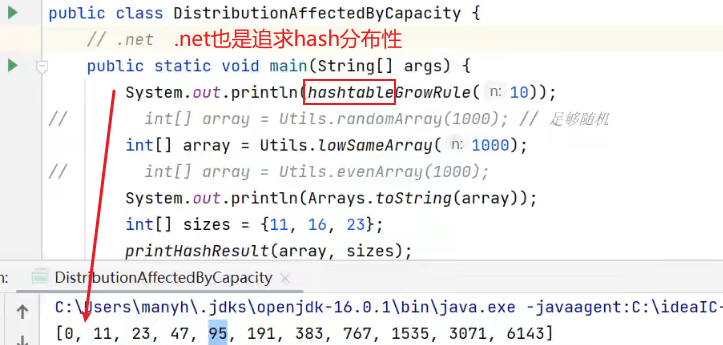 public class DistributionAffectedByCapacity {
// .net .net也是追求hash分布性
public static void main(String[] args) {
System.out.println(hashtableGrowRule( n: 10));
// int[] array = Utils.randomArray(1000); // 足够随机
int[] array = Utils.lowSameArray( n: 1000);
// int[] array = Utils.evenArray(1000);
System.out.println(Arrays.toString(array));
int[] sizes = {11, 16, 23};
printHashResult(array, sizes);
n: DistributionAffectedByCapacity ×
C:\Users\manyh\.jdks\openjdk-16.0.1\bin\java.exe -javaagent:C:\ideaIC-
[0, 11, 23, 47, 95, 191, 383, 767, 1535, 3071, 6143]